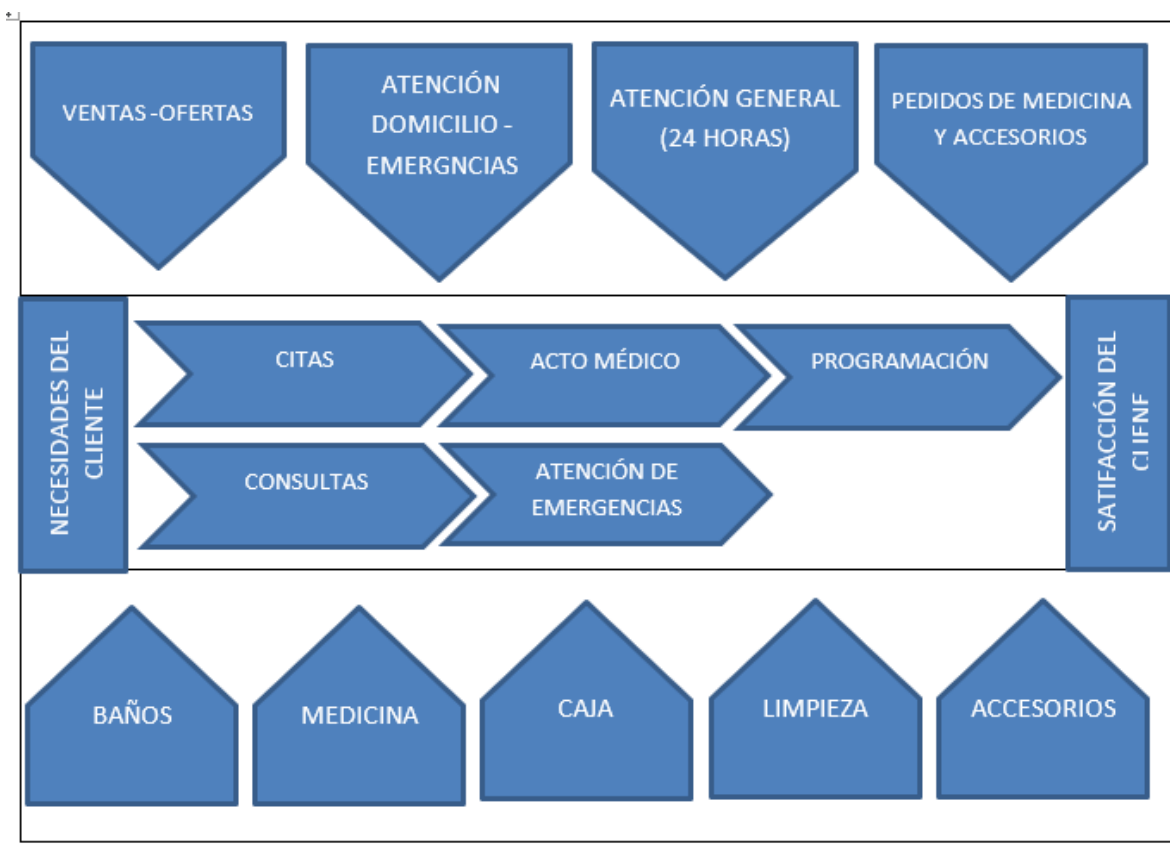 VENTAS -OFERTAS
ATENCIÓN
DOMICILIO -
EMERGNCIAS
ATENCIÓN GENERAL
(24 HORAS)
PEDIDOS DE MEDICINA
Y ACCESORIOS
NECESIDADES DEL
CLIENTE
CITAS
ACTO MÉDICO
PROGRAMACIÓN
CONSULTAS
ATENCIÓN DE
EMERGENCIAS
SATIFACCIÓN DEL
BAÑOS
MEDICINA
CAJA
LIMPIEZA
ACCESORIOS